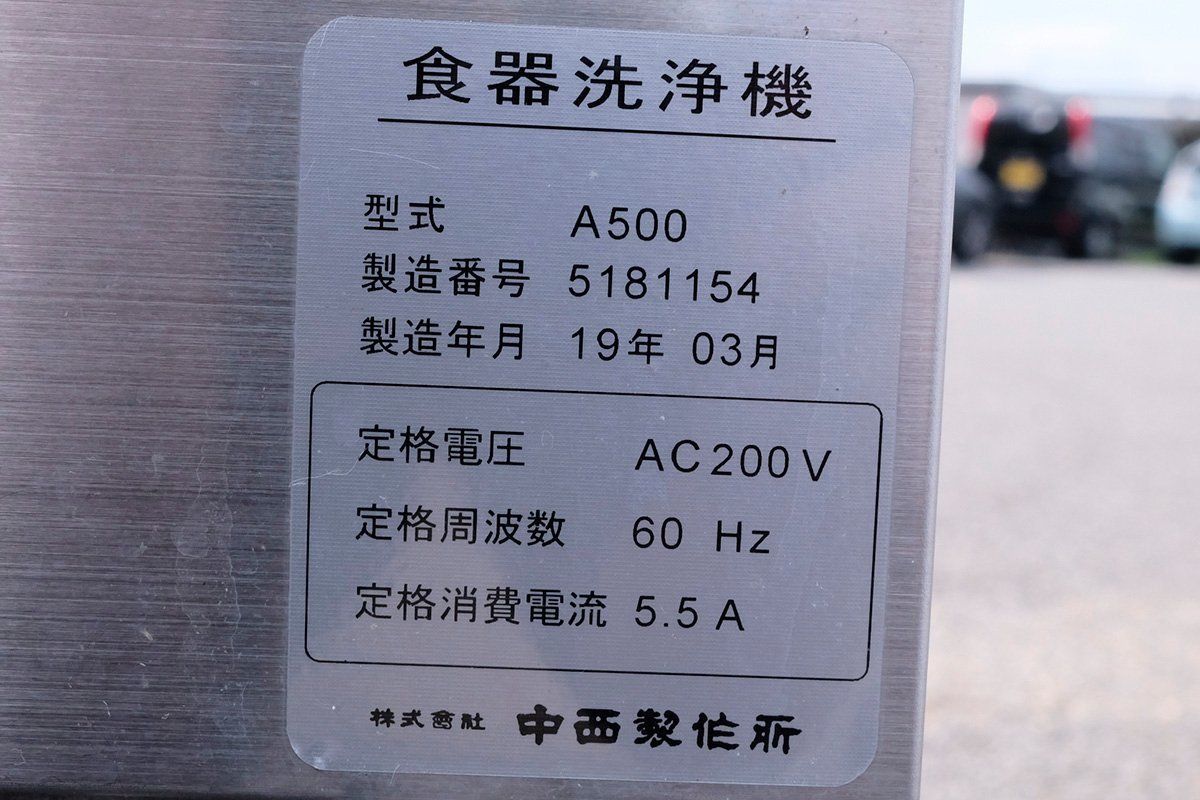 食器洗浄機
型式 A500
製造番号 5181154
製造年月 19年 03月
定格電圧 AC200V
定格周波数 60 Hz
定格消費電流 5.5 A
株式會社 中西製作所